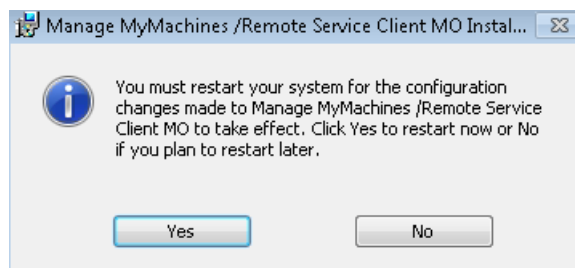 Manage MyMachines /Remote Service Client MO Instal...
You must restart your system for the configuration
changes made to Manage MyMachines /Remote Service
Client MO to take effect. Click Yes to restart now or No
if you plan to restart later.
Yes No